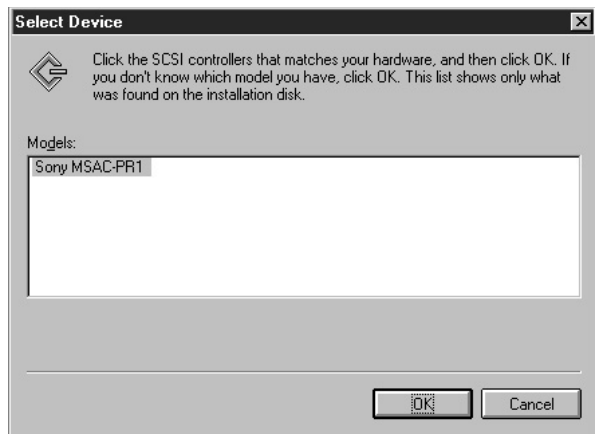 Select Device
Click the SCSI controllers that matches your hardware, and then click OK. If
you don't know which model you have, click OK. This list shows only what
was found on the installation disk.
Models:
Sony MSAC-PR1
OK
Cancel